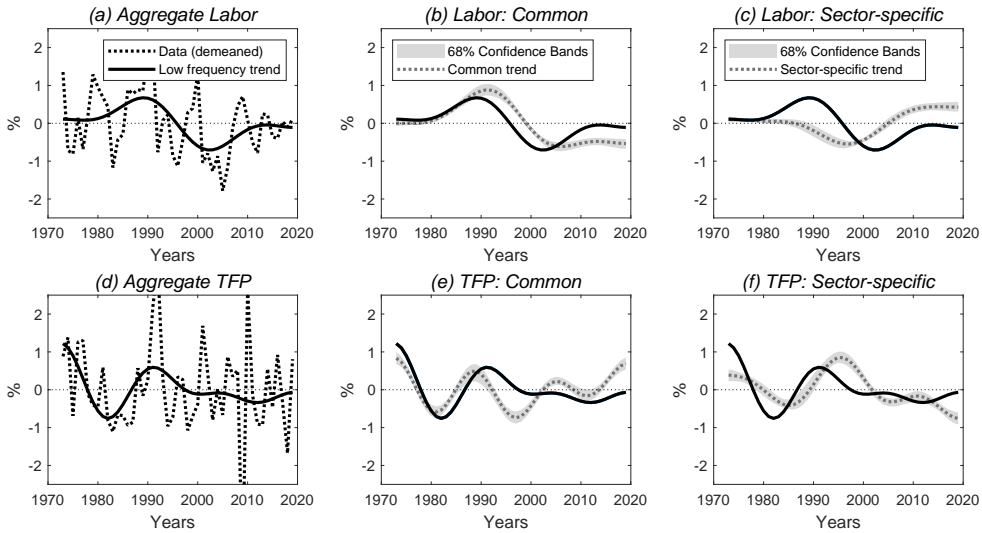 (a) Aggregate Labor
(b) Labor: Common
(c) Labor: Sector-specific
2
1
0
-1
-2
%
Data (demeaned)
Low frequency trend
1970 1980 1990 2000 2010 2020
Years
2
1
0
-1
-2
%
68% Confidence Bands
Common trend
1970 1980 1990 2000 2010 2020
Years
2
1
0
-1
-2
%
68% Confidence Bands
Sector-specific trend
1970 1980 1990 2000 2010 2020
Years
(d) Aggregate TFP
(e) TFP: Common
(f) TFP: Sector-specific
2
1
0
-1
-2
%
1970 1980 1990 2000 2010 2020
Years
2
1
0
-1
-2
%
1970 1980 1990 2000 2010 2020
Years
2
1
0
-1
-2
%
1970 1980 1990 2000 2010 2020
Years